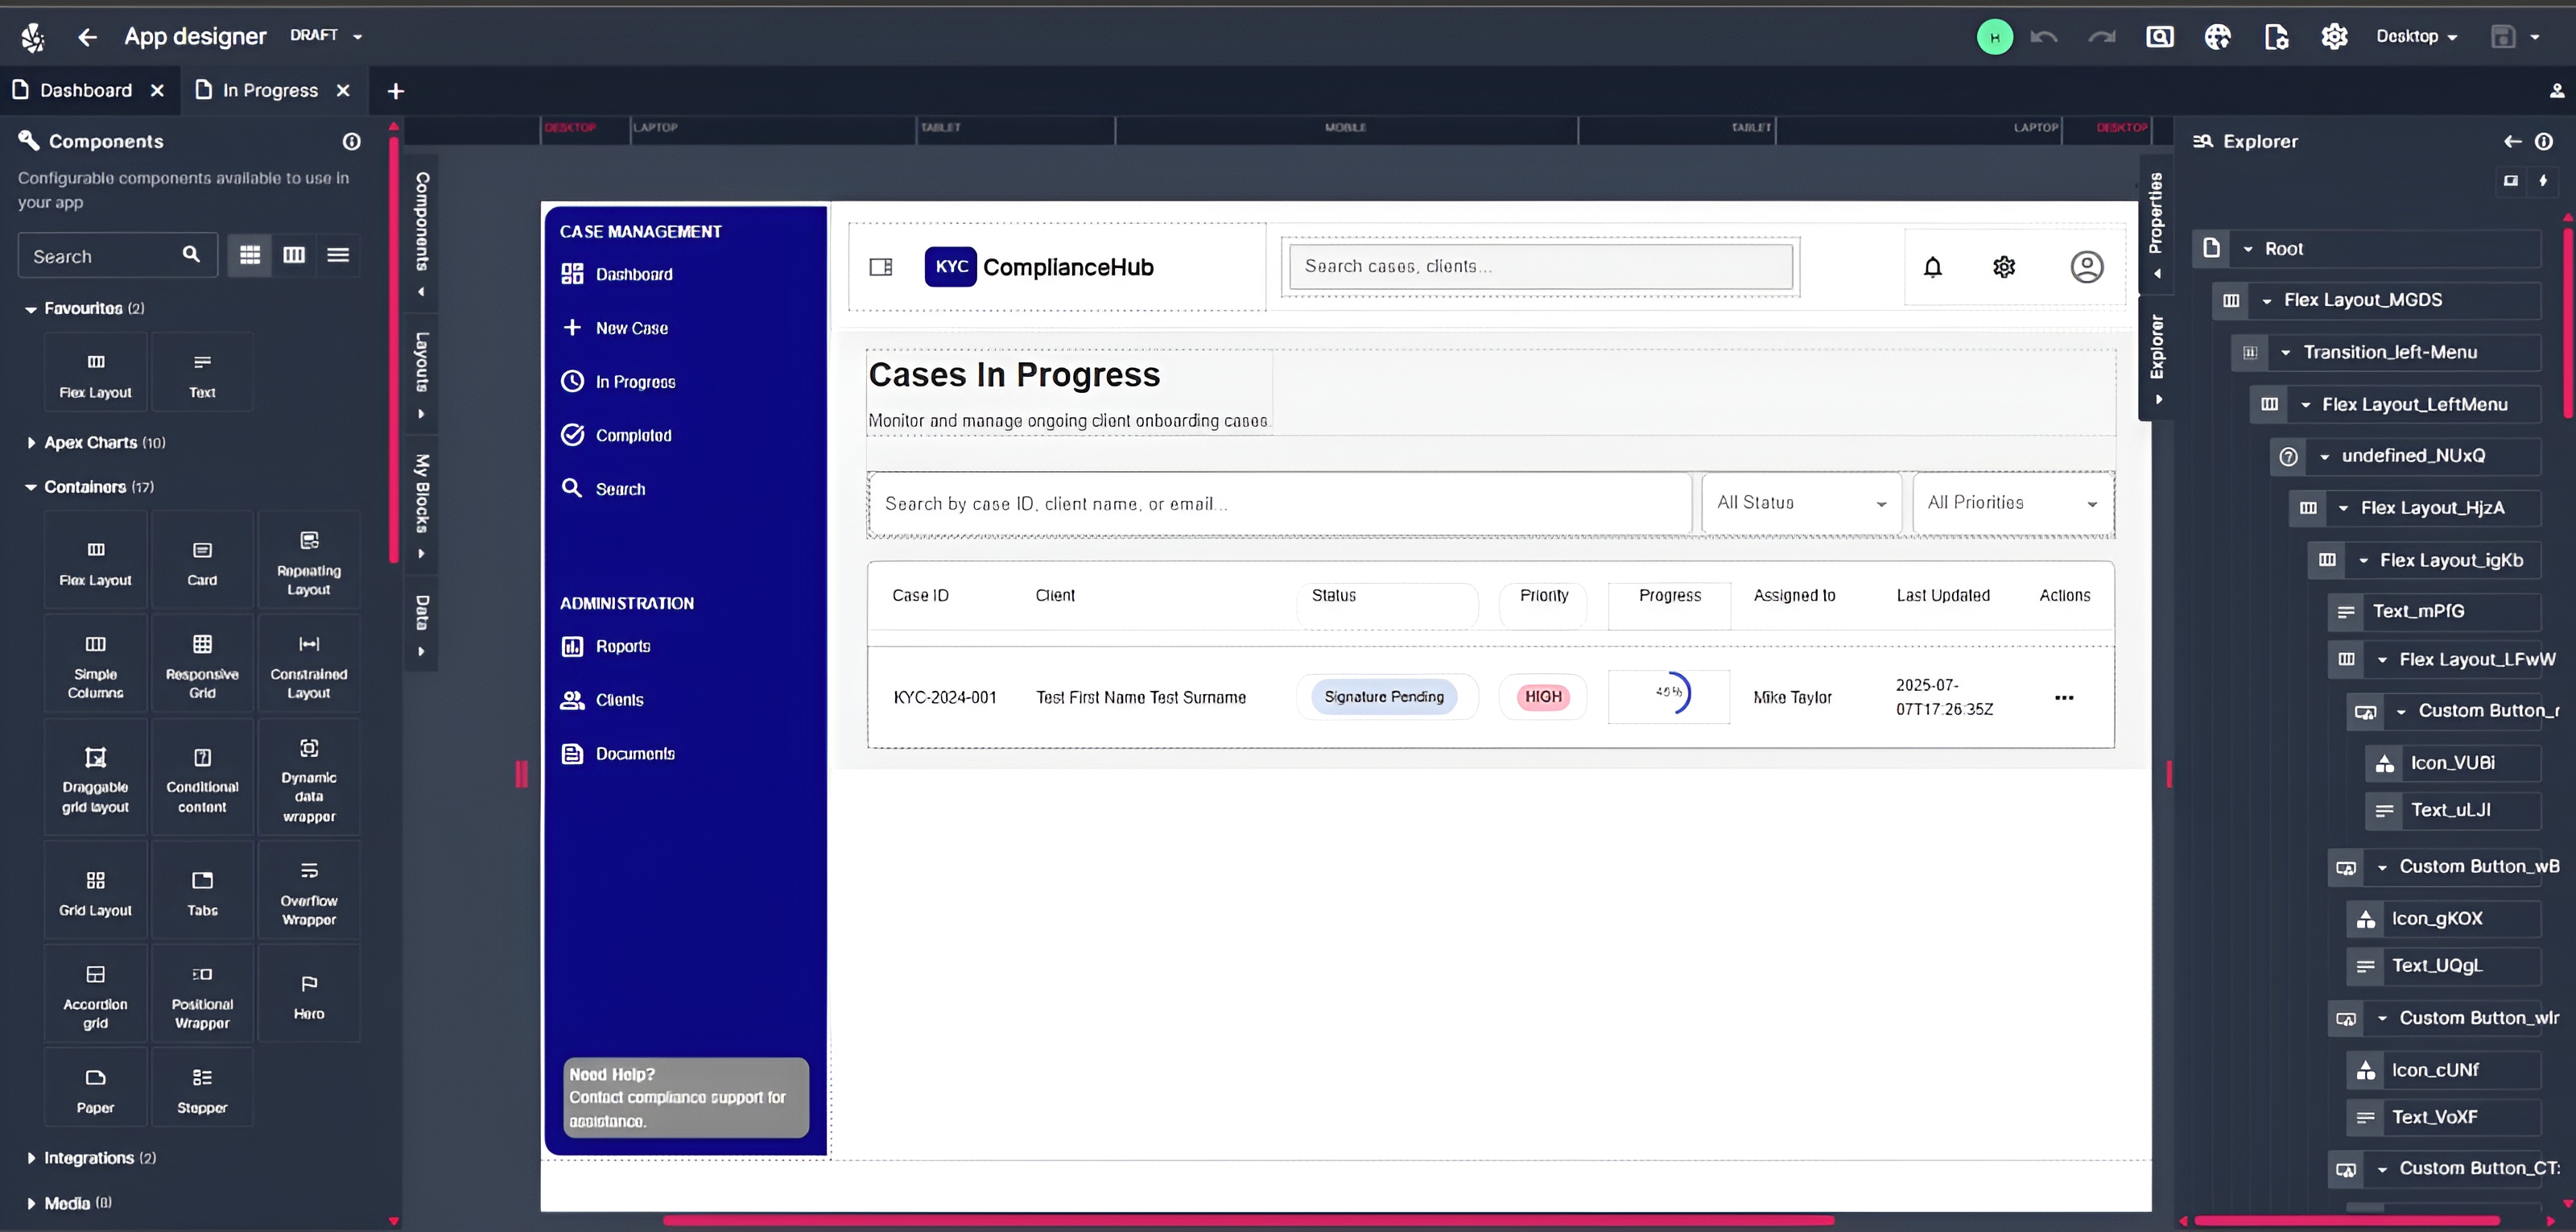 App designer DRAFT Desktop
H
Dashboard In Progress
Components
Configurable components available to use in
your app
Search
Favourites (2)
Flex Layout
Text
Apex Charts (10)
Containers (17)
Flex Layout
Card
Repeating
Layout
Simple
Columns
Responsive
Grid
Constrained
Layout
Draggable
grid layout
Conditional
content
Dynamic
data
wrapper
Grid Layout
Tabs
Overflow
Wrapper
Accordion
grid
Positional
Wrapper
Hero
Paper
Stepper
Integrations (2)
Media
Components
Layouts
My Blocks
Data
DESKTOP LAPTOP TABLET MOBILE TABLET LAPTOP DESKTOP
CASE MANAGEMENT
Dashboard
New Case
In Progress
Completed
Search
ADMINISTRATION
Reports
Clients
Documents
Need Help?
Contact compliance support for
assistance.
KYC ComplianceHub
Search cases, clients...
Cases In Progress
Monitor and manage ongoing client onboarding cases.
Search by case ID, client name, or email...
All Status
All Priorities
Case ID Client Status Priority Progress Assigned to Last Updated Actions
KYC-2024-001 Test First Name Test Surname Signature Pending HIGH 40% Mike Taylor 2025-07-
07T17:26:35Z
Properties
Explorer
Explorer
Root
Flex Layout_MGDS
Transition_left-Menu
Flex Layout_LeftMenu
undefined_NUxQ
Flex Layout_HjzA
Flex Layout_igKb
Text_mPfG
Flex Layout_LFwW
Custom Button_
Icon_VUBi
Text_uLJI
Custom Button_wB
Icon_gKOX
Text_UQgL
Custom Button_wIr
Icon_cUNf
Text_VoXF
Custom Button_CT